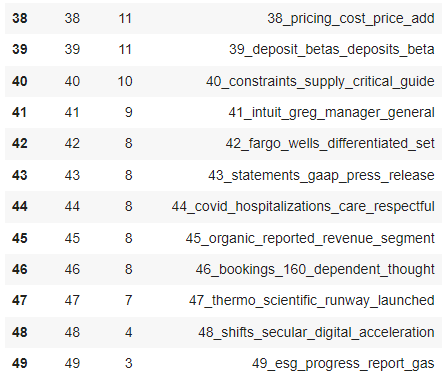 38 38 11 38_pricing_cost_price_add
39 39 11 39_deposit_betas_deposits_beta
40 40 10 40_constraints_supply_critical_guide
41 41 9 41_intuit_greg_manager_general
42 42 8 42_fargo_wells_differentiated_set
43 43 8 43_statements_gaap_press_release
44 44 8 44_covid_hospitalizations_care_respectful
45 45 8 45_organic_reported_revenue_segment
46 46 8 46_bookings_160_dependent_thought
47 47 7 47_thermo_scientific_runway_launched
48 48 4 48_shifts_secular_digital_acceleration
49 49 3 49_esg_progress_report_gas